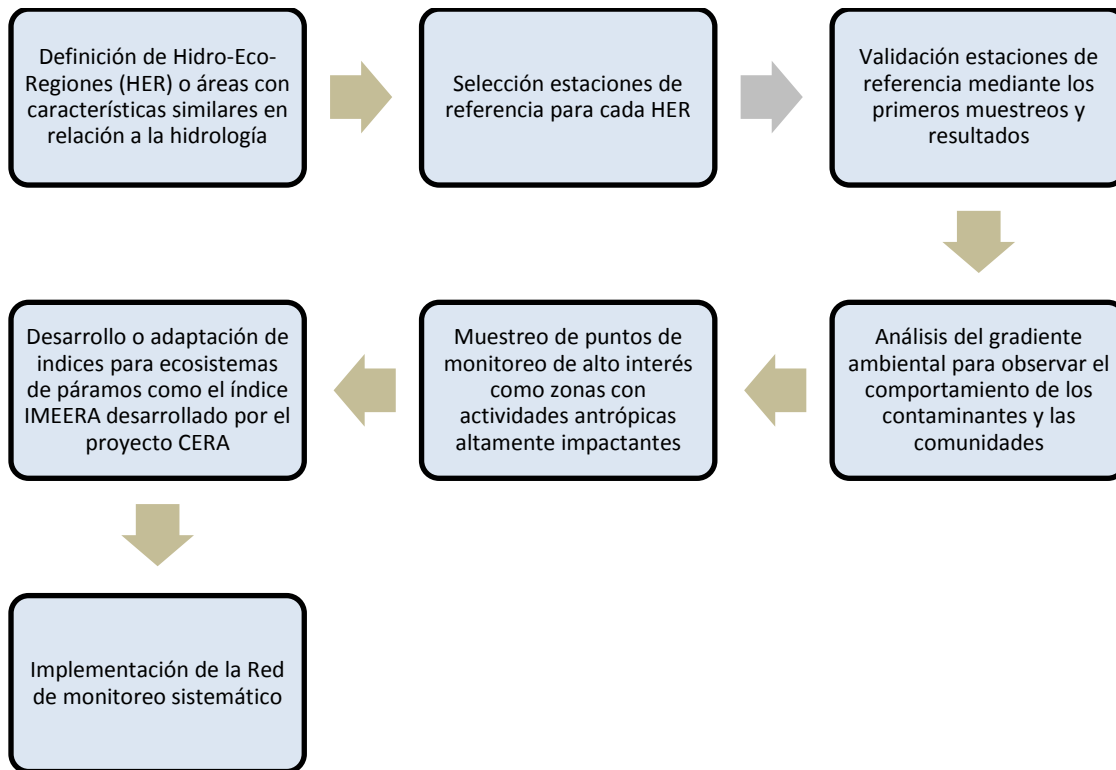 Definición de Hidro-Eco-
Regiones (HER) o áreas con
características similares en
relación a la hidrología
Selección estaciones de
referencia para cada HER
Validación estaciones de
referencia mediante los
primeros muestreos y
resultados
Análisis del gradiente
ambiental para observar el
comportamiento de los
contaminantes y las
comunidades
Muestreo de puntos de
monitoreo de alto interés
como zonas con
actividades antrópicas
altamente impactantes
Desarrollo o adaptación de
indices para ecosistemas
de páramos como el índice
IMEERA desarrollado por el
proyecto CERA
Implementación de la Red
de monitoreo sistemático